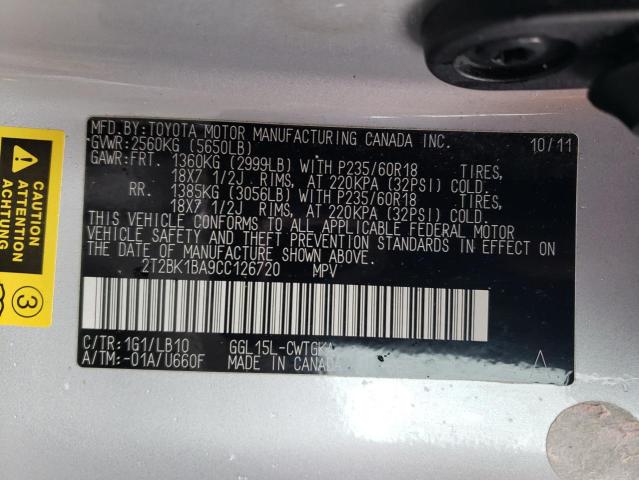 MFD.BY:TOYOTA MOTOR MANUFACTURING CANADA INC. 10/11
GVWR:2560KG (5650LB)
GAWR:FRT. 1360KG (2999LB) WITH P235/60R18 TIRES,
18X7 1/2J RIMS, AT 220KPA (32PSI) COLD.
RR. 1385KG (3056LB) WITH P235/60R18 TIRES,
18X7 1/2J RIMS, AT 220KPA (32PSI) COLD.
THIS VEHICLE CONFORMS TO ALL APPLICABLE FEDERAL MOTOR
VEHICLE SAFETY AND THEFT PREVENTION STANDARDS IN EFFECT ON
THE DATE OF MANUFACTURE SHOWN ABOVE.
2T2BK1BA9CC126720 MPV
C/TR:1G1/LB10 GGL15L-CWTGKA
A/TM:-01A/U660F MADE IN CANADA
CAUTION
ATTENTION
ACHTUNG
3